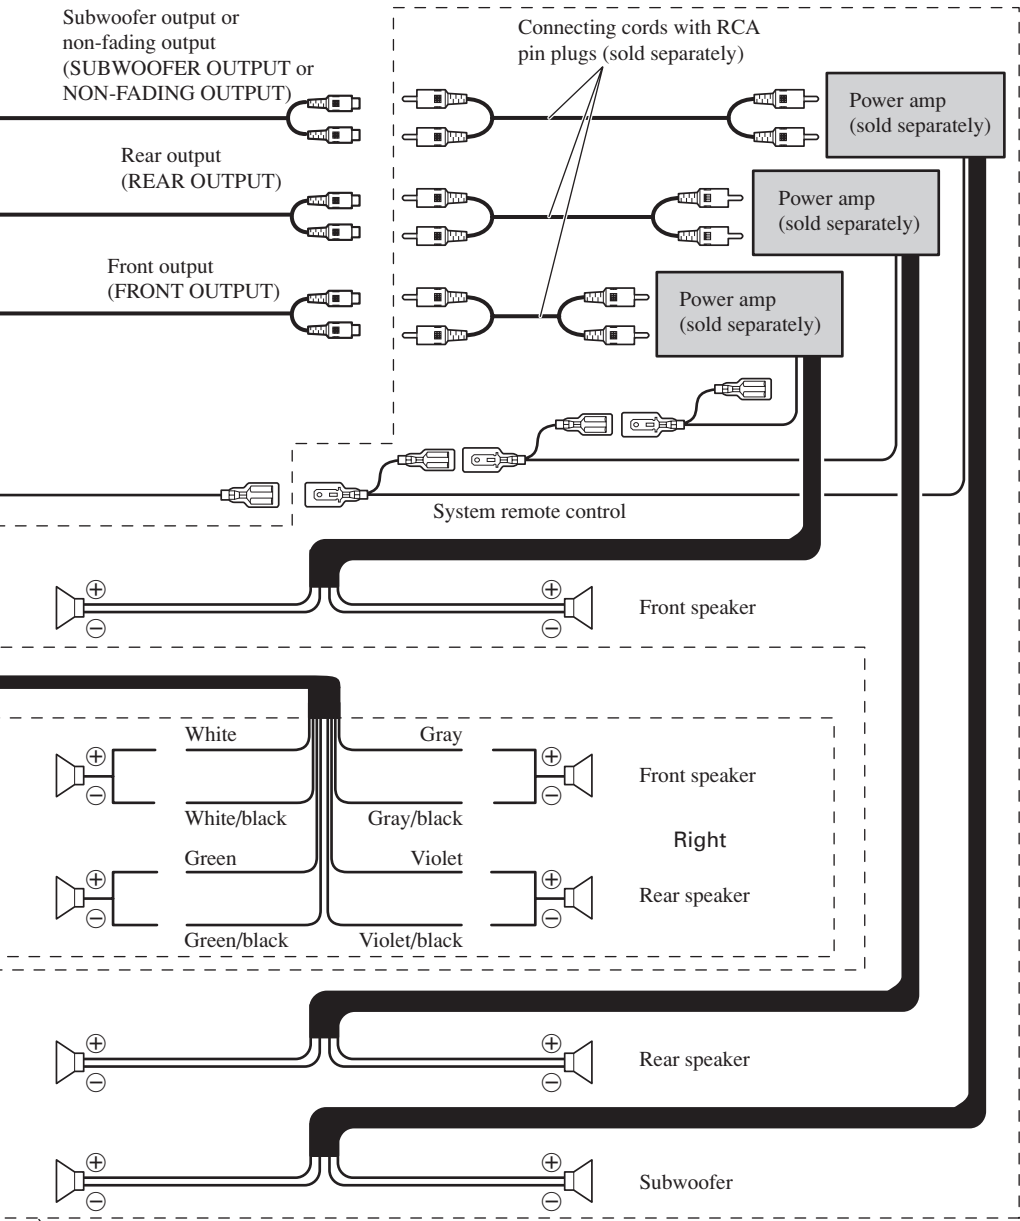 Subwoofer output or
non-fading output
(SUBWOOFER OUTPUT or
NON-FADING OUTPUT)
Connecting cords with RCA
pin plugs (sold separately)
Power amp
(sold separately)
Rear output
(REAR OUTPUT)
Power amp
(sold separately)
Front output
(FRONT OUTPUT)
Power amp
(sold separately)
System remote control
Front speaker
White
Gray
Front speaker
White/black
Gray/black
Right
Green
Violet
Rear speaker
Green/black
Violet/black
Rear speaker
Subwoofer